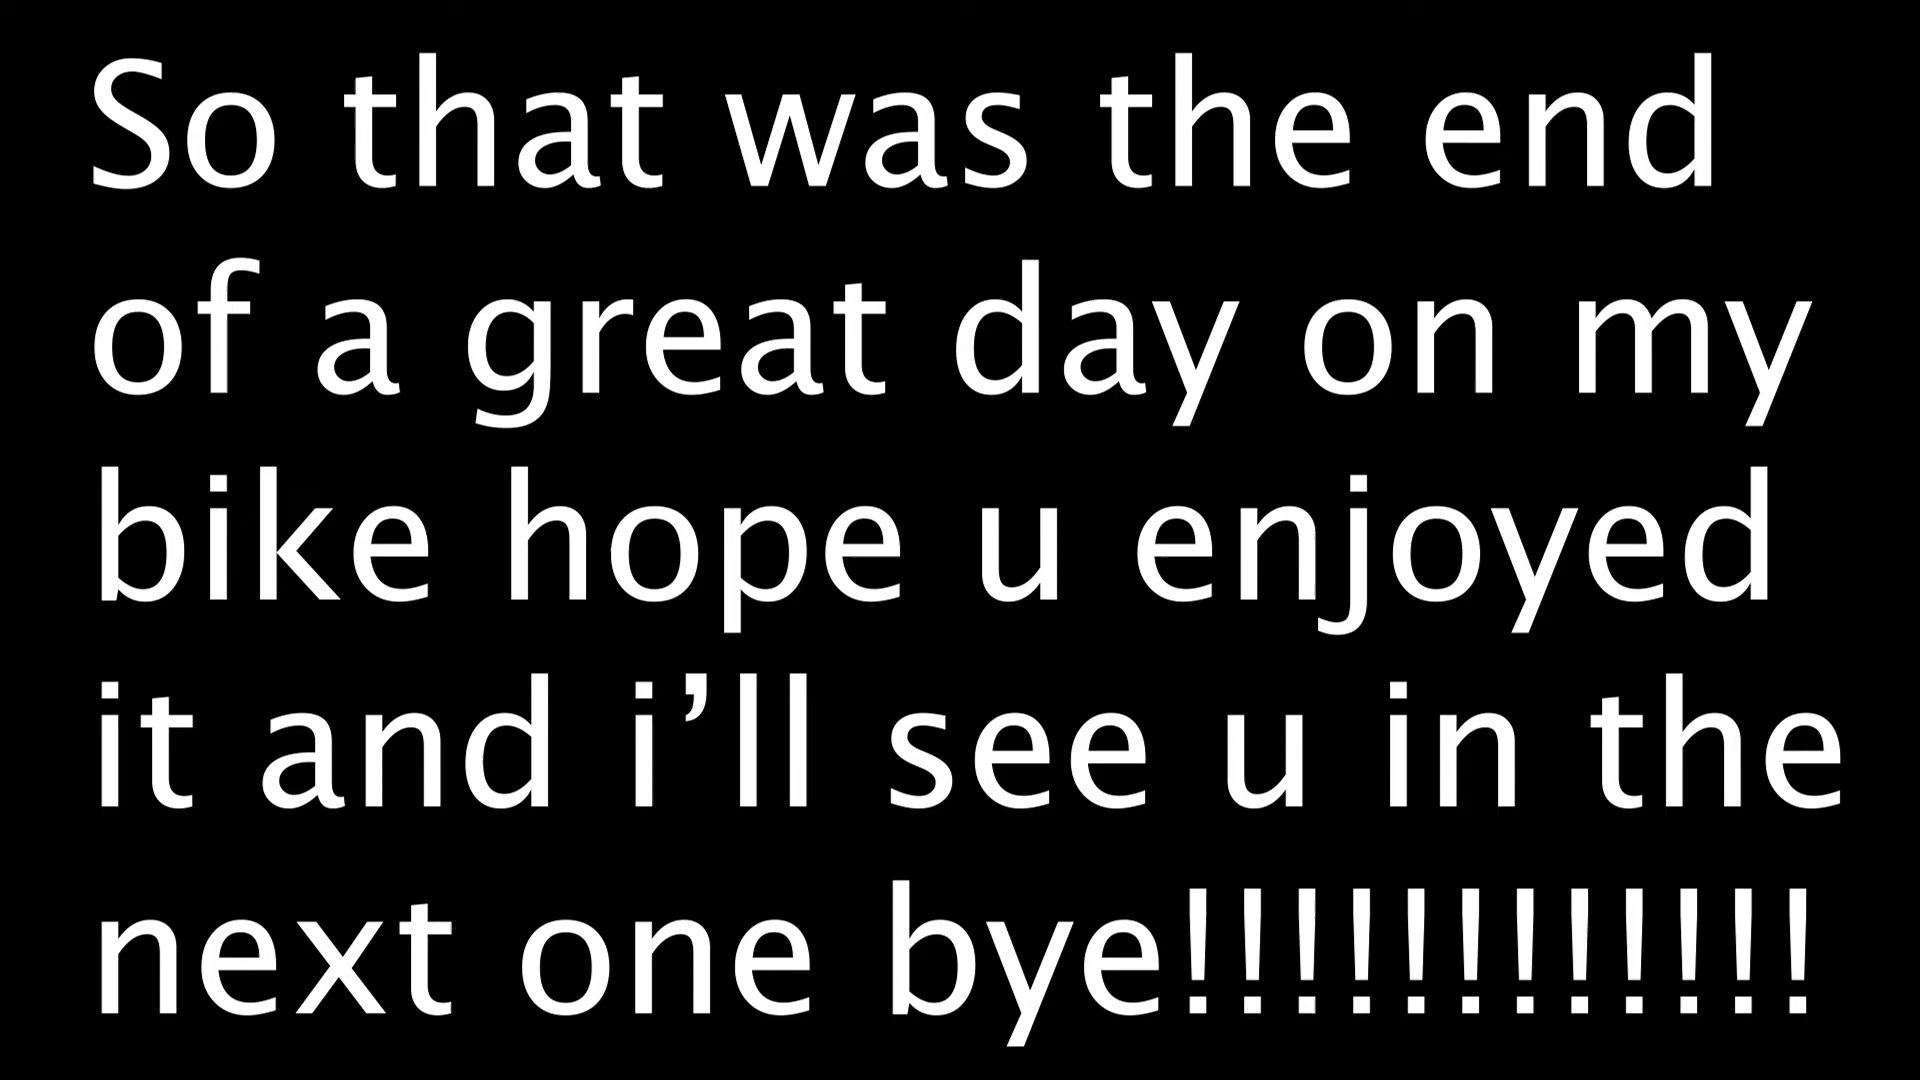 So that was the end
of a great day on my
bike hope u enjoyed
it and i’ll see u in the
next one bye!!!!!!!!!!!!